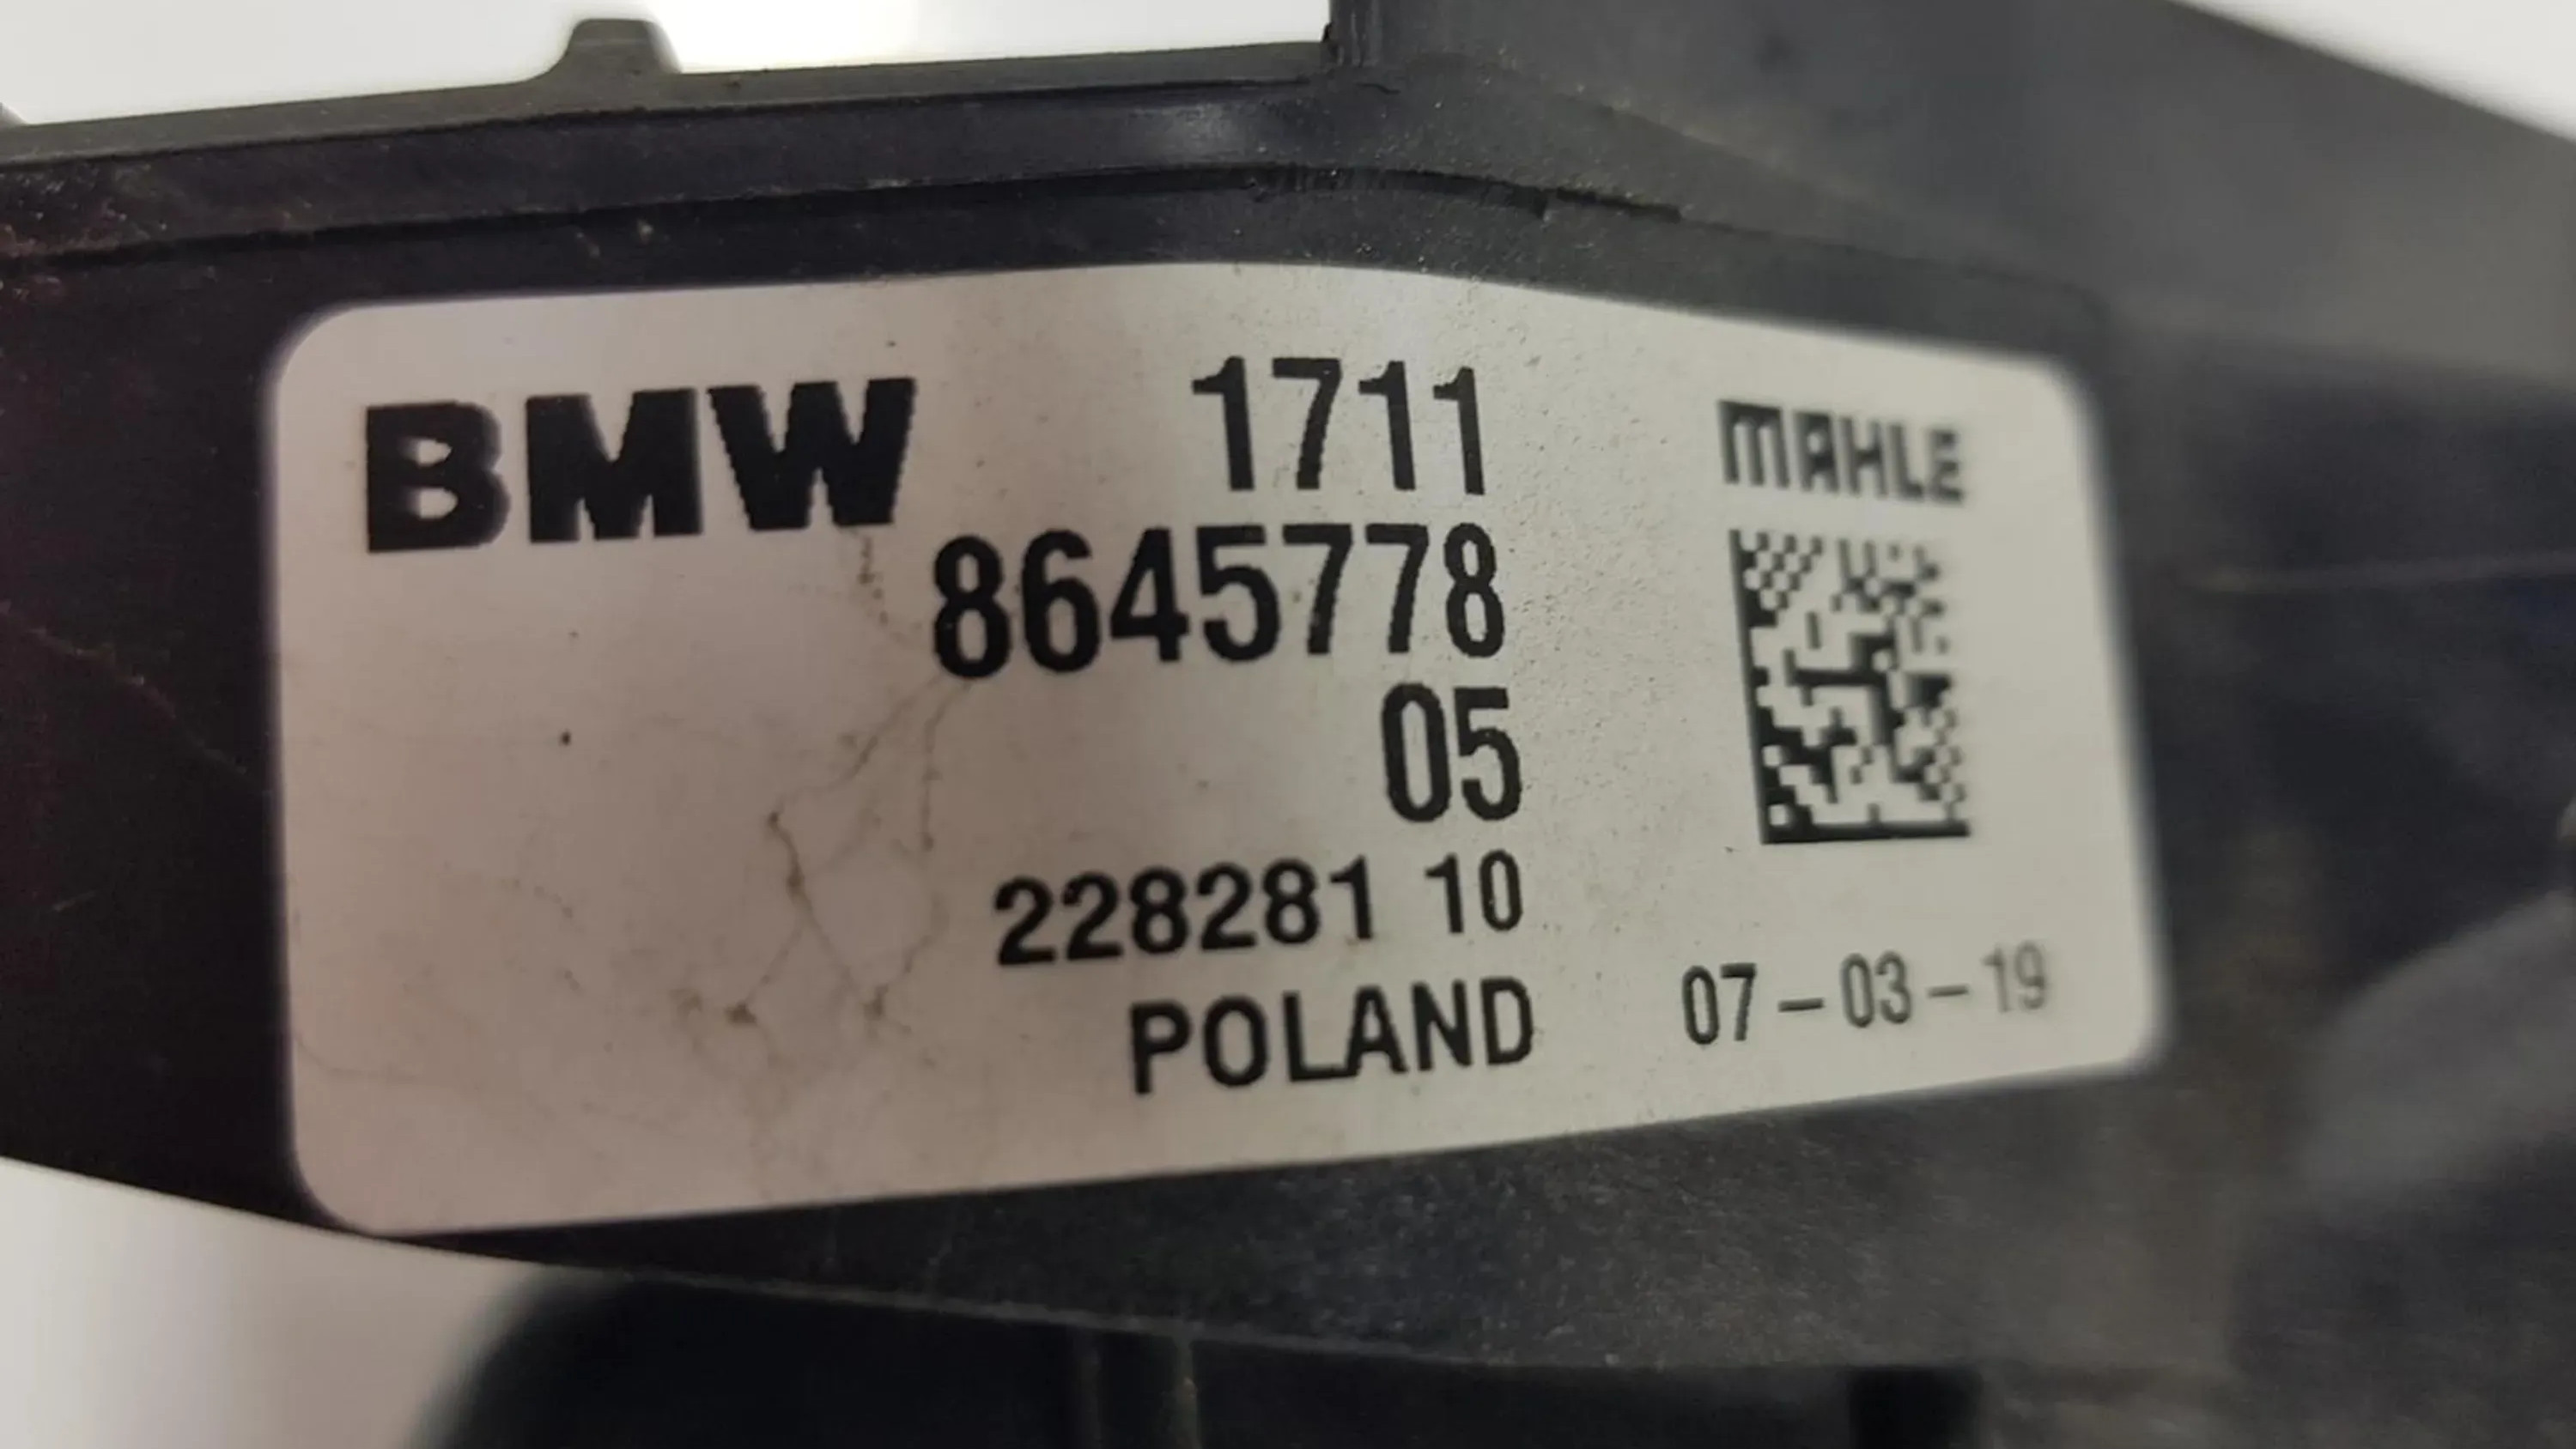 BMW 1711 MAHLE
8645778
05
228281 10
POLAND 07-03-19